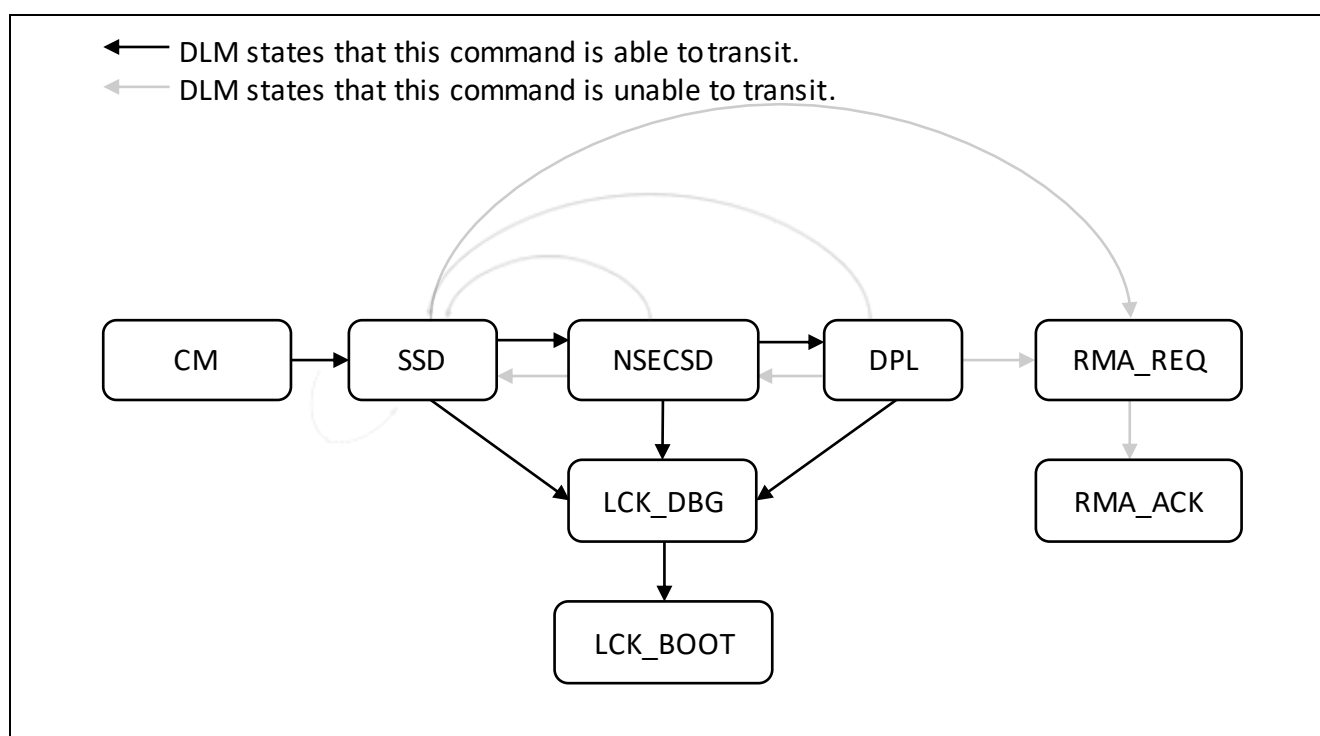 DLM states that this command is able to transit.
DLM states that this command is unable to transit.
CM
SSD
NSECSD
DPL
RMA_REQ
LCK_DBG
RMA_ACK
LCK_BOOT